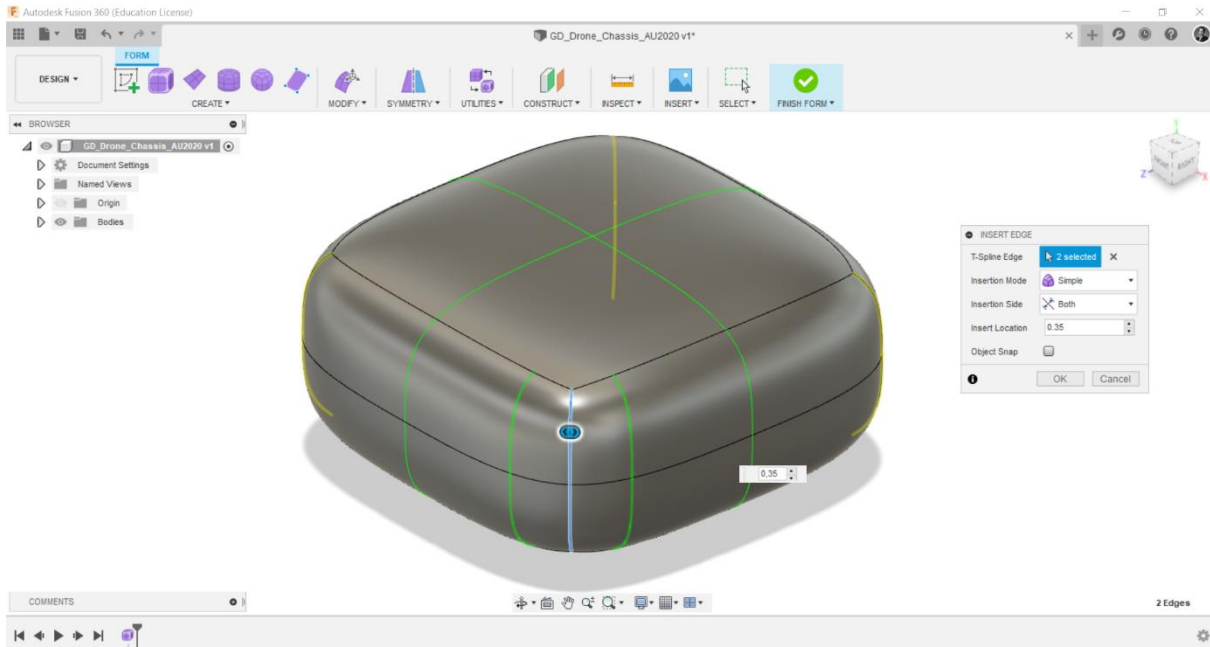 Autodesk Fusion 360 (Education License)
GD_Drone_Chassis_AU2020 v1*
FORM
DESIGN
CREATE
MODIFY
SYMMETRY
UTILITIES
CONSTRUCT
INSPECT
INSERT
SELECT
FINISH FORM
BROWSER
GD_Drone_Chassis_AU2020 v1
Document Settings
Named Views
Origin
Bodies
FRONT
RIGHT
Z
X
INSERT EDGE
T-Spline Edge 2 selected
Insertion Mode Simple
Insertion Side Both
Insert Location 0.35
Object Snap
OK Cancel
0,35
COMMENTS
2 Edges